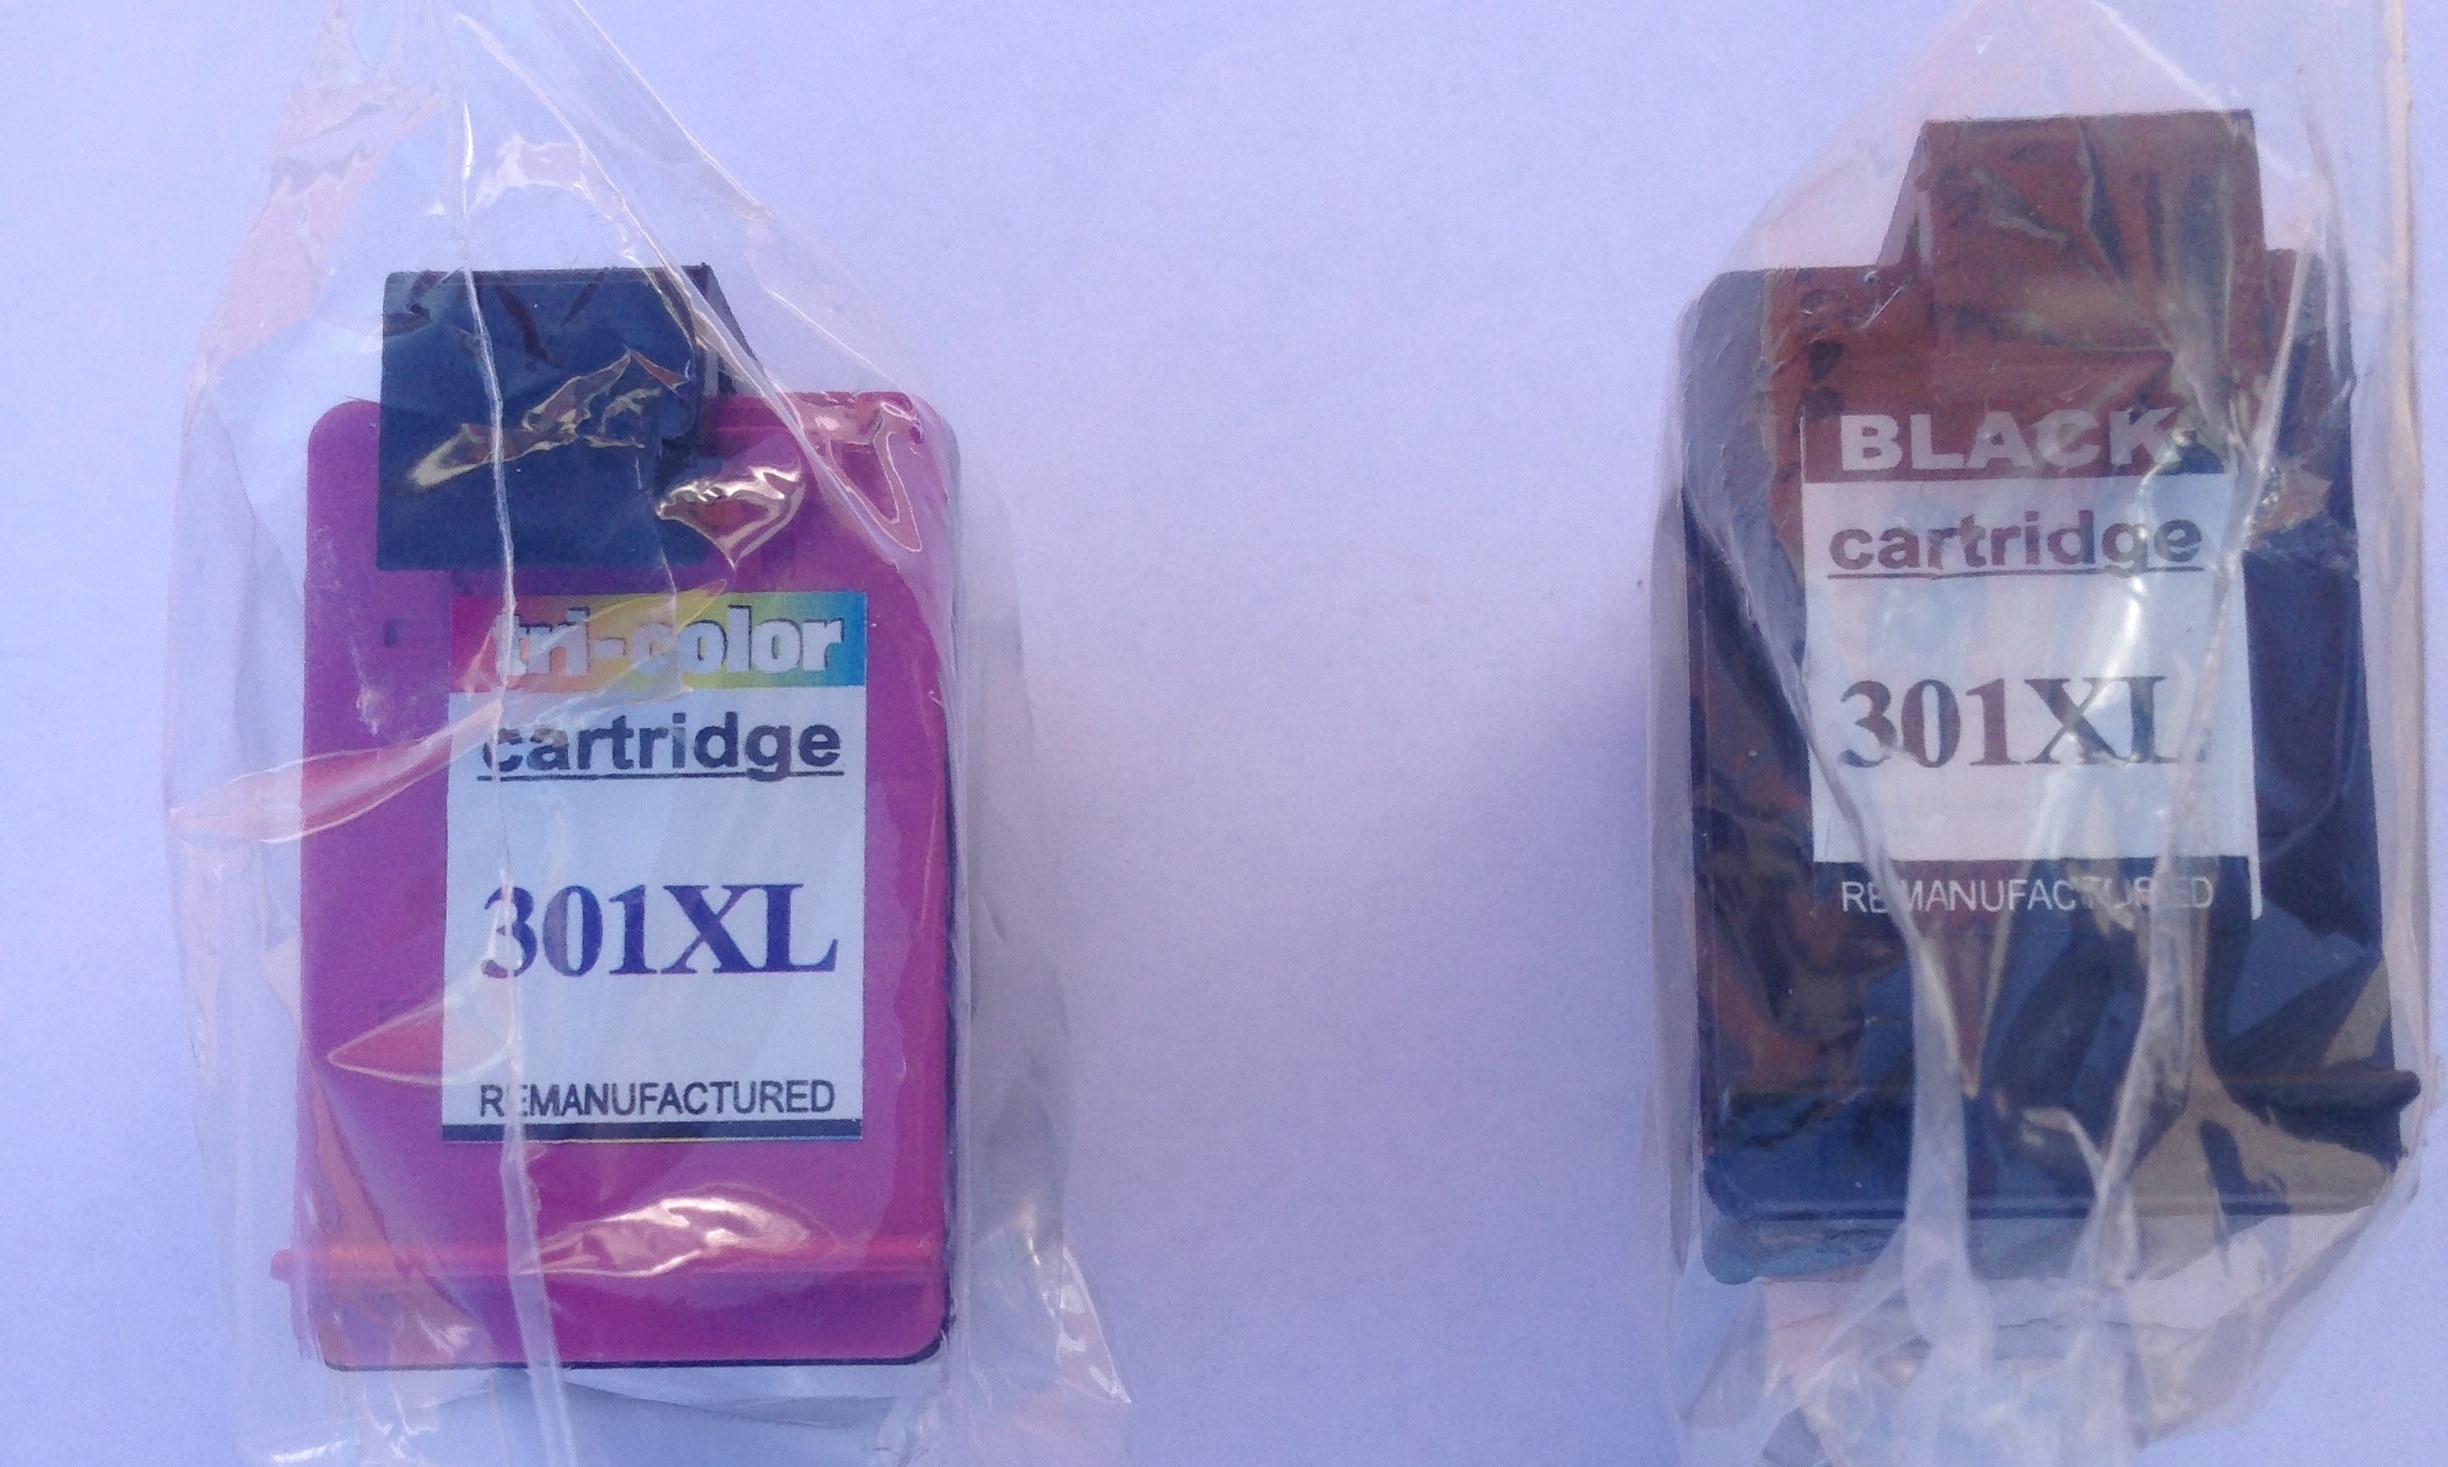 tri-color
cartridge
301XL
REMANUFACTURED
BLACK
cartridge
301XL
REMANUFACTURED